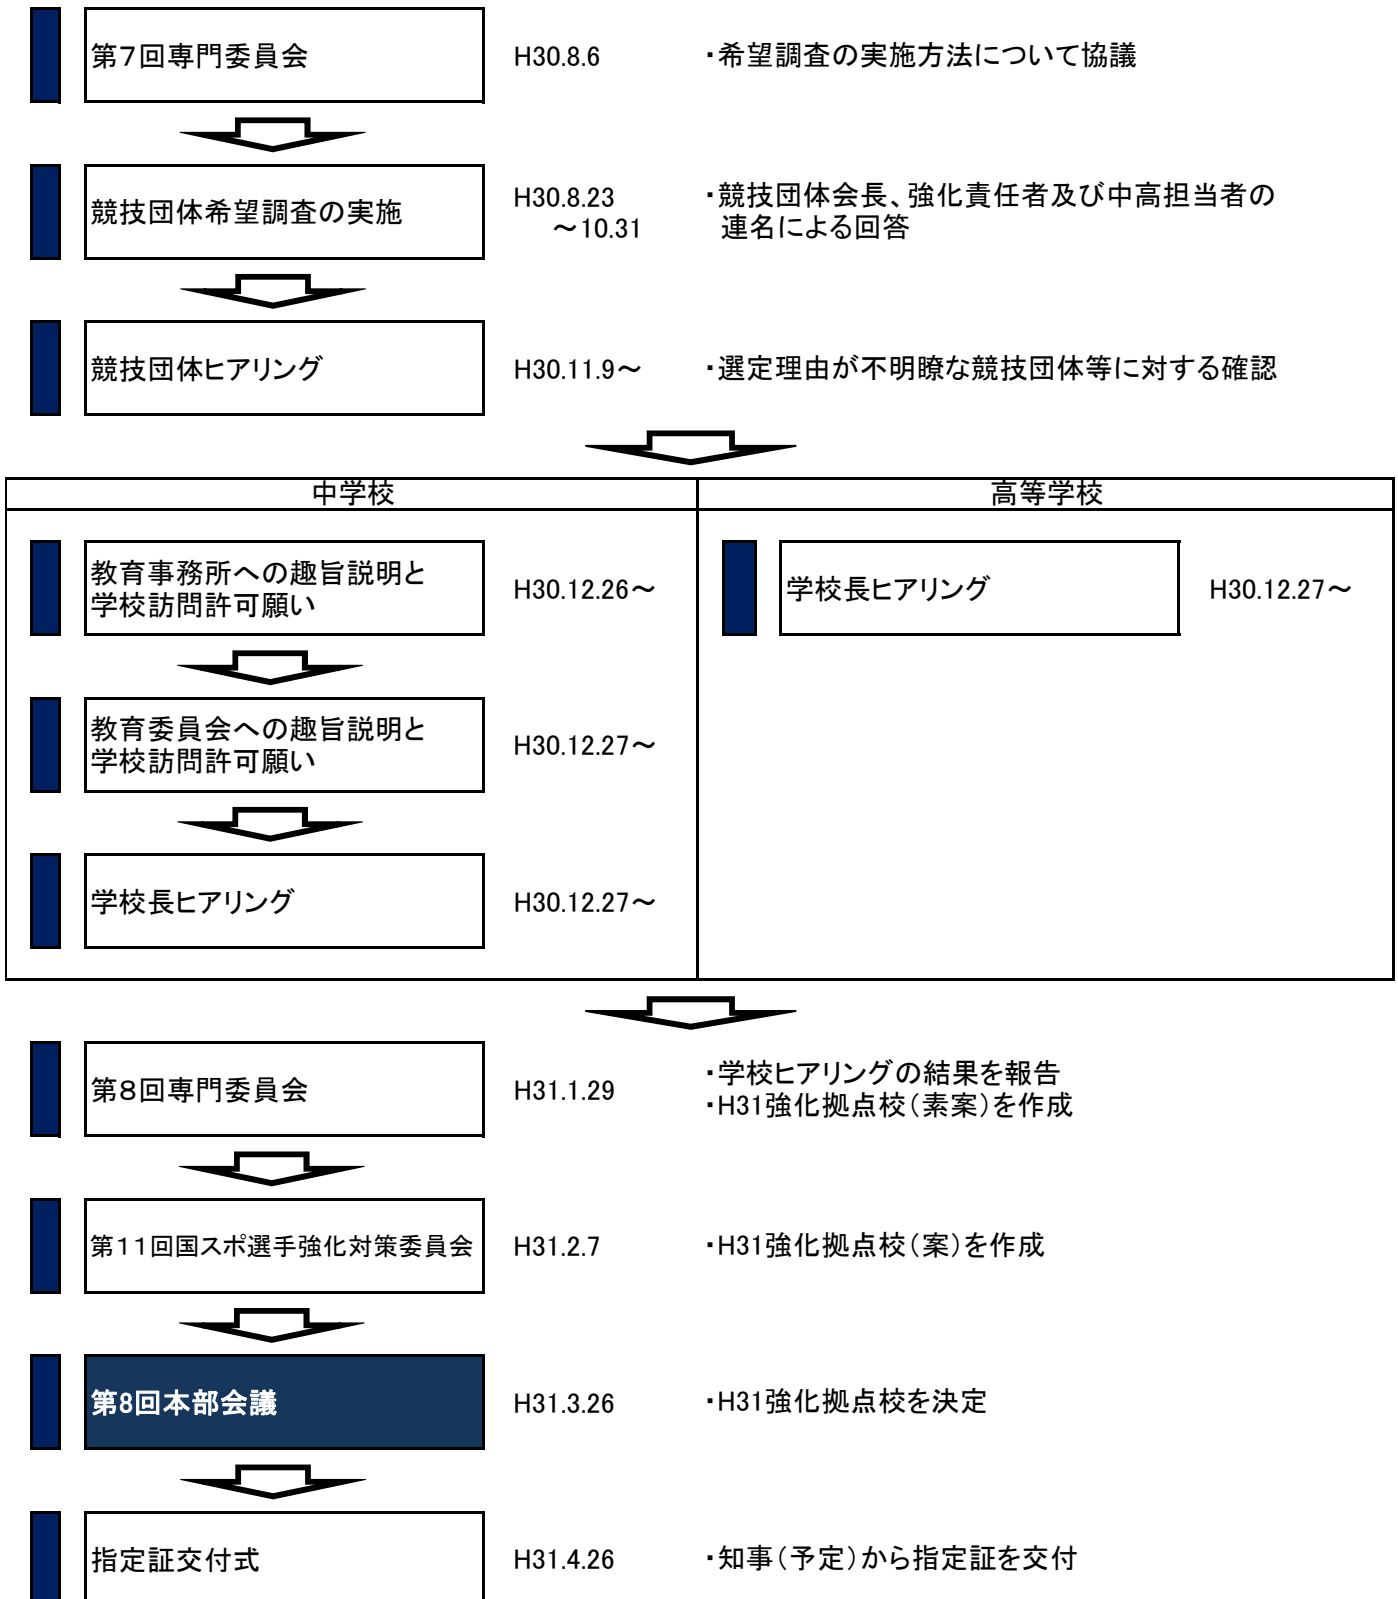 第７回専門委員会
H30.8.6
・希望調査の実施方法について協議
競技団体希望調査の実施
H30.8.23
～10.31
・競技団体会長、強化責任者及び中高担当者の
連名による回答
競技団体ヒアリング
H30.11.9～
・選定理由が不明瞭な競技団体等に対する確認
中学校
高等学校
教育事務所への趣旨説明と
学校訪問許可願い
H30.12.26～
学校長ヒアリング
H30.12.27～
教育委員会への趣旨説明と
学校訪問許可願い
H30.12.27～
学校長ヒアリング
H30.12.27～
第８回専門委員会
H31.1.29
・学校ヒアリングの結果を報告
・H31強化拠点校（素案）を作成
第１１回国スポ選手強化対策委員会
H31.2.7
・H31強化拠点校（案）を作成
第8回本部会議
H31.3.26
・H31強化拠点校を決定
指定証交付式
H31.4.26
・知事（予定）から指定証を交付